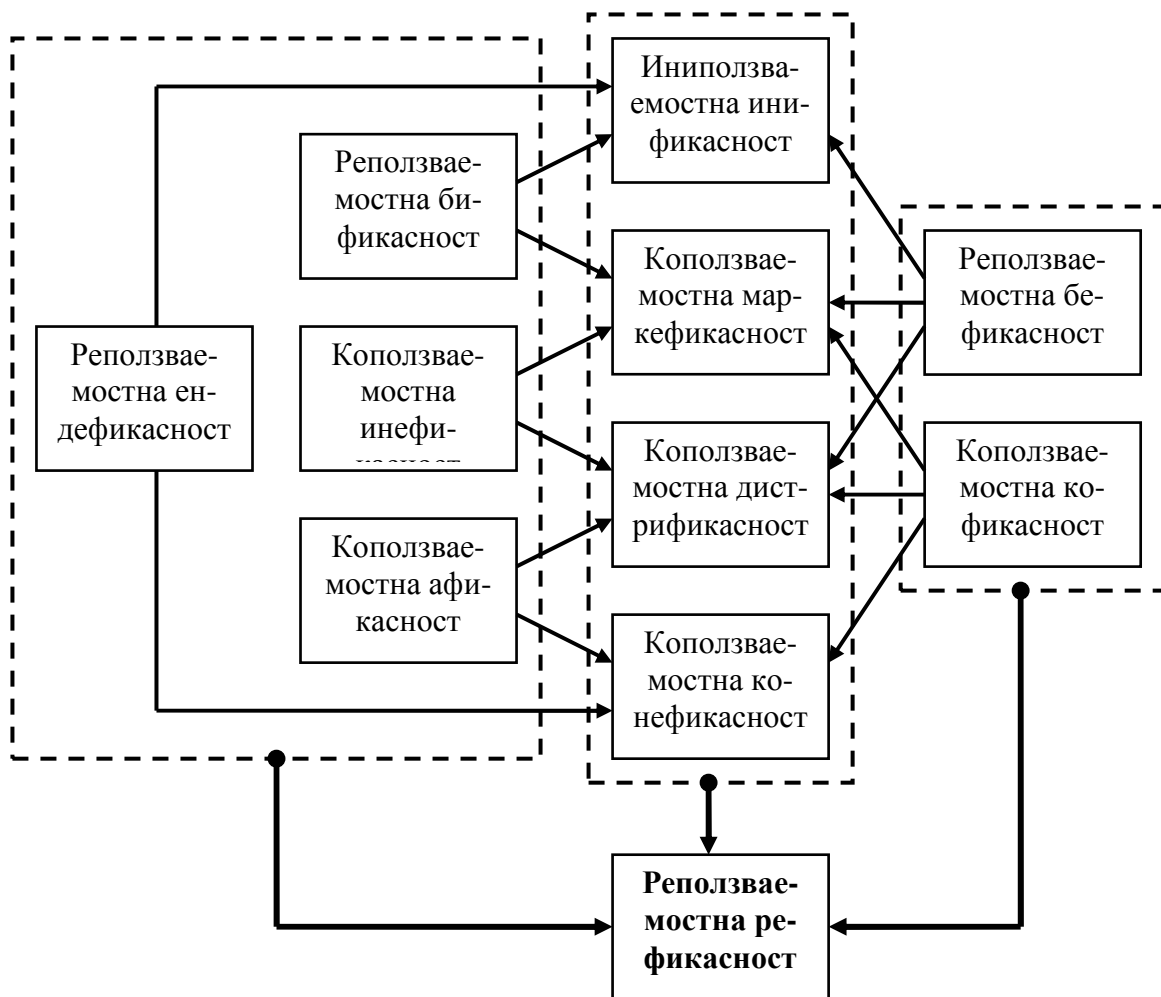 Иниползва-
емостна ини-
фикасност
Реползвае-
мостна би-
фикасност
Коползвае-
мостна мар-
кефикасност
Реползвае-
мостна бе-
фикасност
Реползвае-
мостна ен-
дефикасност
Коползвае-
мостна
инефи-
касност
Коползвае-
мостна дист-
рификасност
Коползвае-
мостна ко-
фикасност
Коползвае-
мостна афи-
касност
Коползвае-
мостна ко-
нефикасност
Реползвае-
мостна ре-
фикасност